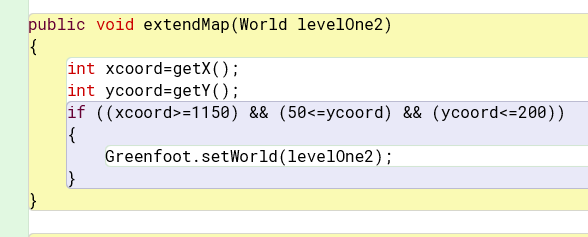 public void extendMap(World levelOne2)
{
int xcoord=getX();
int ycoord=getY();
if ((xcoord>=1150) && (50<=ycoord) && (ycoord<=200))
{
Greenfoot.setWorld(levelOne2);
}
}